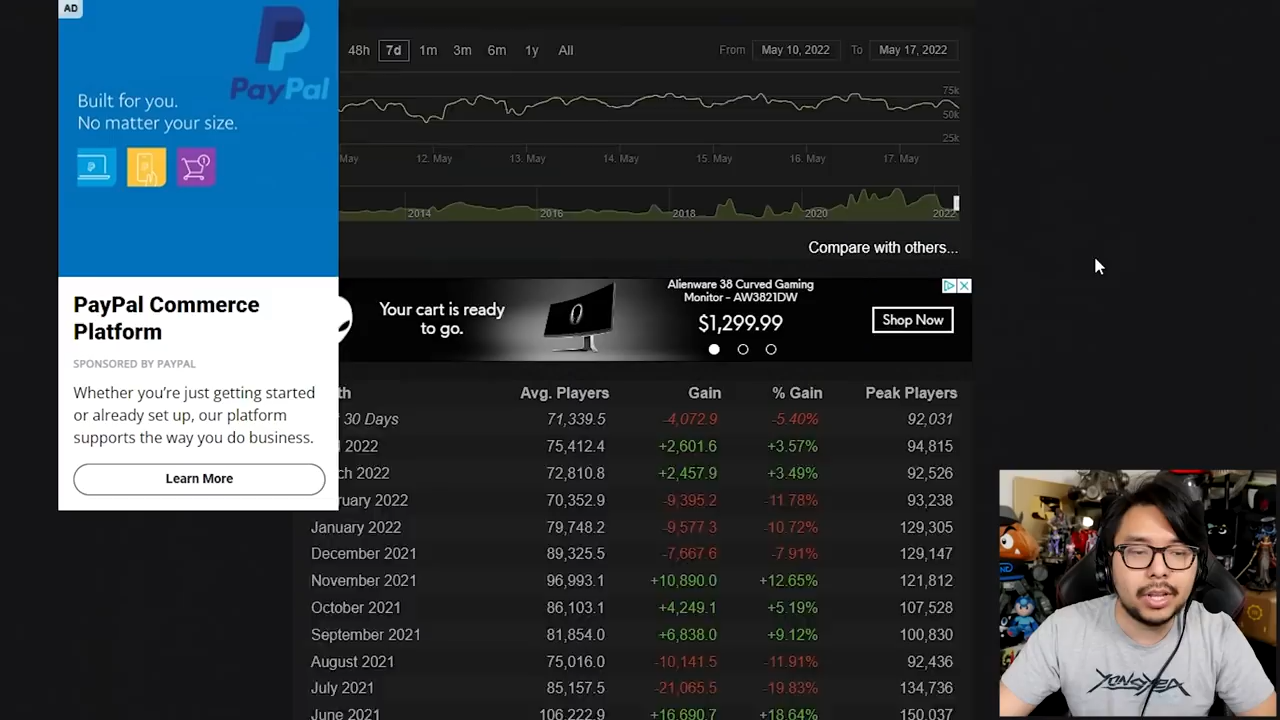 AD
PayPal
Built for you.
No matter your size.
PayPal Commerce
Platform
SPONSORED BY PAYPAL
Whether you're just getting started
or already set up, our platform
supports the way you do business.
Learn More
48h 7d 1m 3m 6m 1y All From May 10, 2022 To May 17, 2022
75k
50k
25k
May 12. May 13. May 14. May 15. May 16. May 17. May
2014 2016 2018 2020 2022
Compare with others...
Your cart is ready
to go.
Alienware 38 Curved Gaming
Monitor - AW3821DW
$1,299.99
Shop Now
th Avg. Players Gain % Gain Peak Players
30 Days 71,339.5 -4,072.9 -5.40% 92,031
2022 75,412.4 +2,601.6 +3.57% 94,815
ch 2022 72,810.8 +2,457.9 +3.49% 92,526
ruary 2022 70,352.9 -9,395.2 -11.78% 93,238
January 2022 79,748.2 -9,577.3 -10.72% 129,305
December 2021 89,325.5 -7,667.6 -7.91% 129,147
November 2021 96,993.1 +10,890.0 +12.65% 121,812
October 2021 86,103.1 +4,249.1 +5.19% 107,528
September 2021 81,854.0 +6,838.0 +9.12% 100,830
August 2021 75,016.0 -10,141.5 -11.91% 92,436
July 2021 85,157.5 -21,065.5 -19.83% 134,736
June 2021 106,222.9 +16,690.7 +18.64% 150,037
YONGYEA